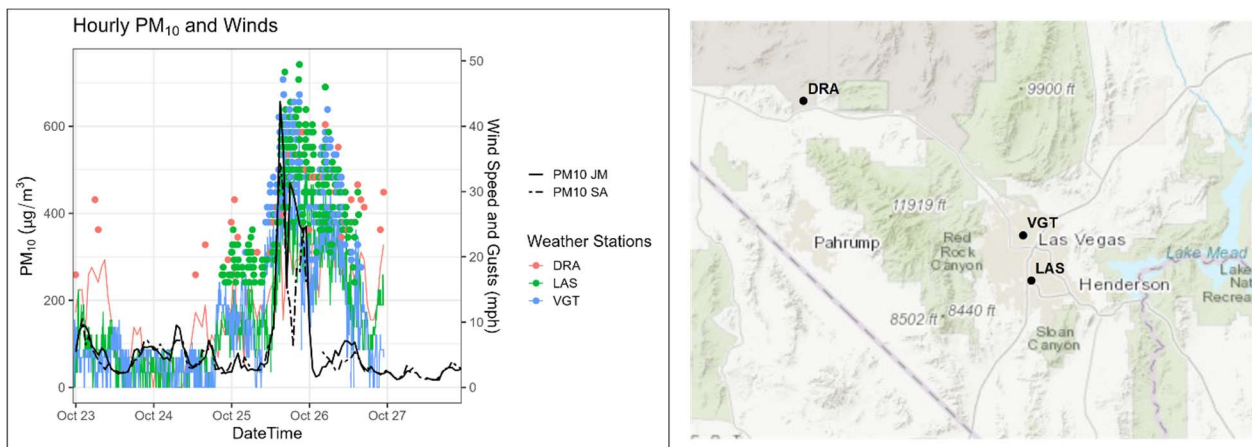 Hourly PM₁₀ and Winds
600
400
200
0
PM₁₀ (µg/m³)
50
40
30
20
10
0
Wind Speed and Gusts (mph)
Oct 23
Oct 24
Oct 25
Oct 26
Oct 27
DateTime
PM10 JM
PM10 SA
Weather Stations
DRA
LAS
VGT
DRA
9900 ft
11919 ft
VGT
Las Vegas
Pahrump
Red
Rock
Canyon
LAS
Henderson
Lake Mead
Lake
Nat
Recrea
8502 ft
8440 ft
Sloan
Canyon